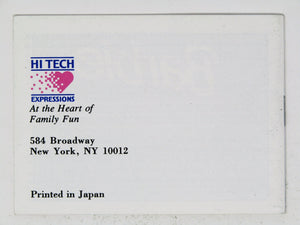 HI TECH
EXPRESSIONS
At the Heart of
Family Fun
584 Broadway
New York, NY 10012
Printed in Japan